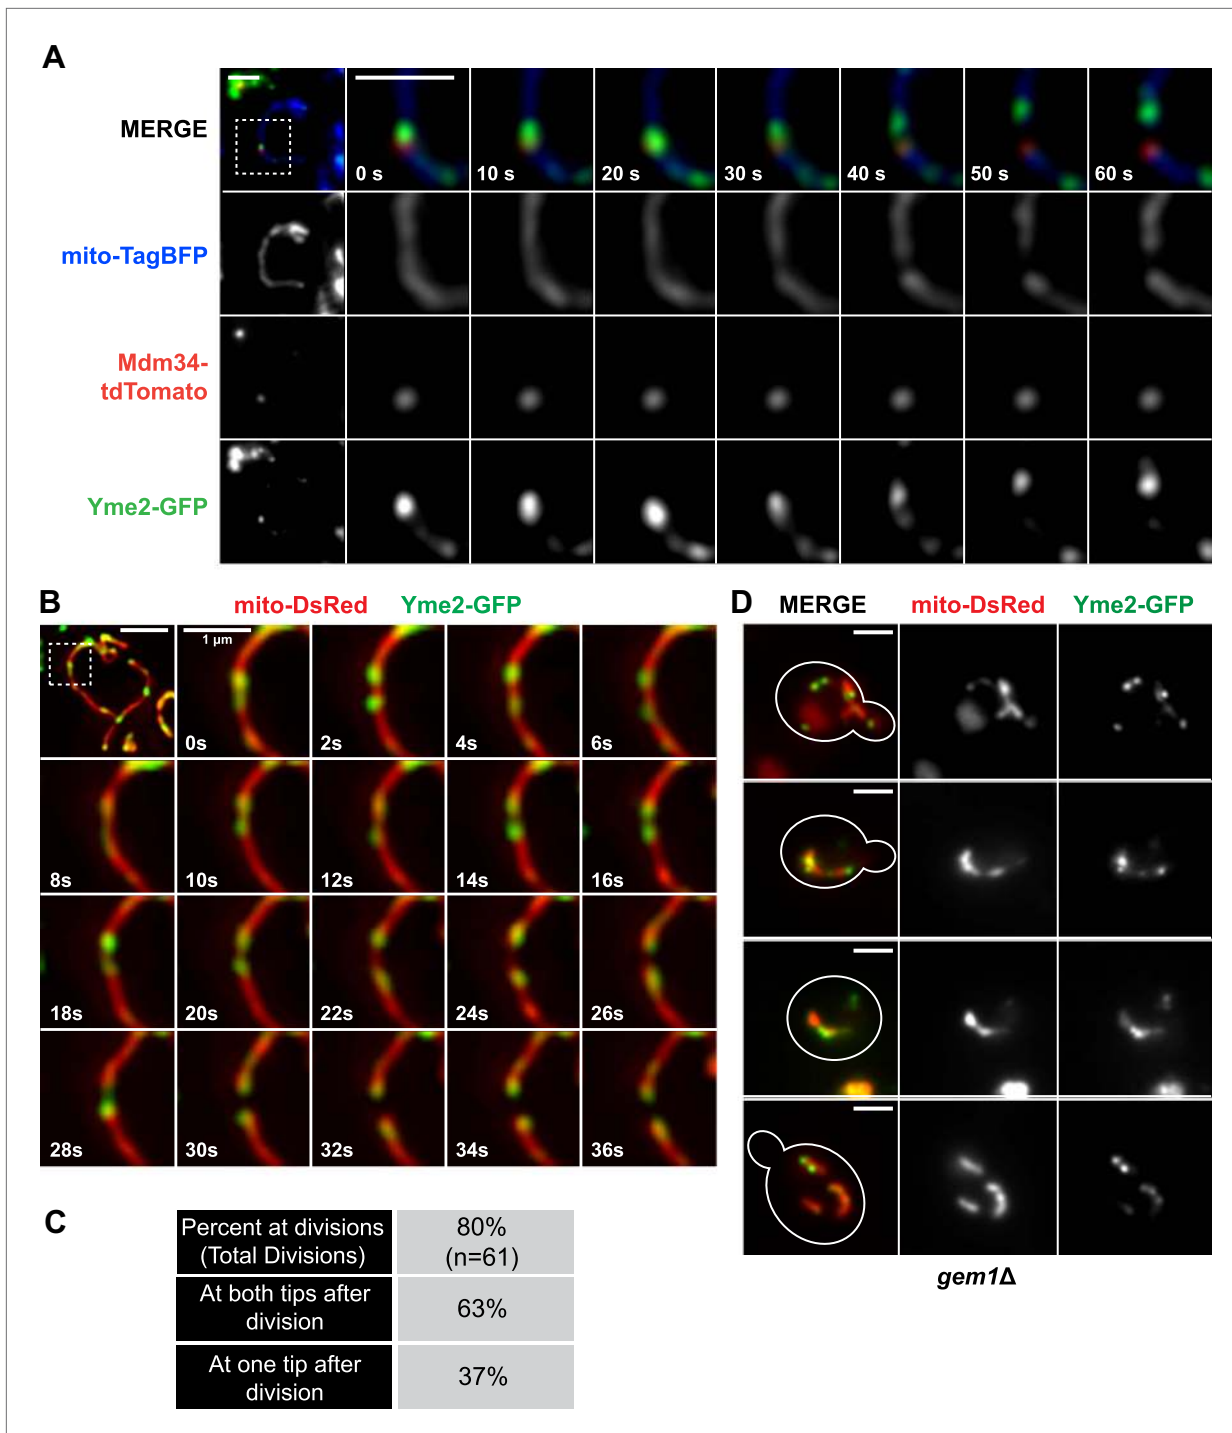 A
MERGE
0 s
10 s
20 s
30 s
40 s
50 s
60 s
mito-TagBFP
Mdm34-
tdTomato
Yme2-GFP
B
mito-DsRed Yme2-GFP
1 μm
0s
2s
4s
6s
8s
10s
12s
14s
16s
18s
20s
22s
24s
26s
28s
30s
32s
34s
36s
C
Percent at divisions
(Total Divisions)
80%
(n=61)
At both tips after
division
63%
At one tip after
division
37%
D
MERGE
mito-DsRed
Yme2-GFP
gem1Δ